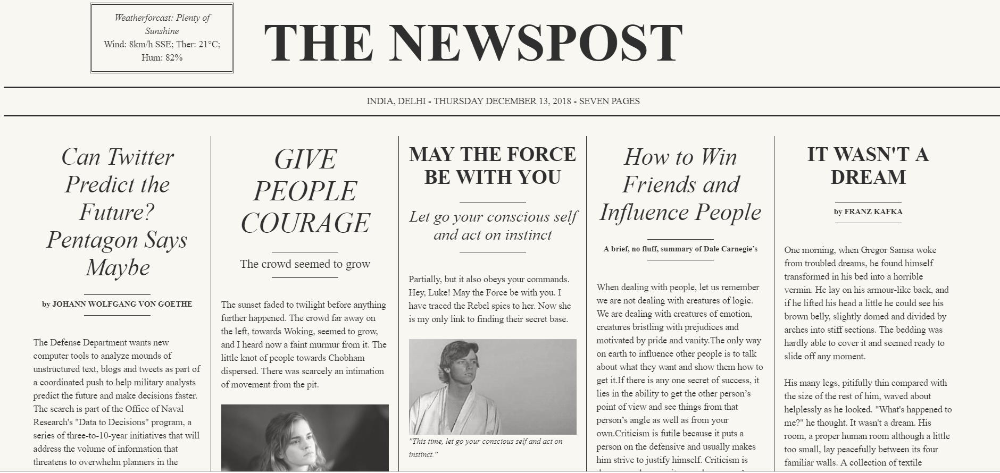 Weatherforcast: Plenty of
Sunshine
Wind: 8km/h SSE; Ther: 21°C;
Hum: 82%
THE NEWSPOST
INDIA, DELHI - THURSDAY DECEMBER 13, 2018 - SEVEN PAGES
Can Twitter
Predict the
Future?
Pentagon Says
Maybe
by JOHANN WOLFGANG VON GOETHE
The Defense Department wants new
computer tools to analyze mounds of
unstructured text, blogs and tweets as part of
a coordinated push to help military analysts
predict the future and make decisions faster.
The search is part of the Office of Naval
Research's "Data to Decisions" program, a
series of three-to-10-year initiatives that will
address the volume of information that
threatens to overwhelm planners in the
GIVE
PEOPLE
COURAGE
The crowd seemed to grow
The sunset faded to twilight before anything
further happened. The crowd far away on
the left, towards Woking, seemed to grow,
and I heard now a faint murmur from it. The
little knot of people towards Chobham
dispersed. There was scarcely an intimation
of movement from the pit.
MAY THE FORCE
BE WITH YOU
Let go your conscious self
and act on instinct
Partially, but it also obeys your commands.
Hey, Luke! May the Force be with you. I
have traced the Rebel spies to her. Now she
is my only link to finding their secret base.
"This time, let go your conscious self and act on
instinct."
How to Win
Friends and
Influence People
A brief, no fluff, summary of Dale Carnegie’s
When dealing with people, let us remember
we are not dealing with creatures of logic.
We are dealing with creatures of emotion,
creatures bristling with prejudices and
motivated by pride and vanity.The only way
on earth to influence other people is to talk
about what they want and show them how to
get it.If there is any one secret of success, it
lies in the ability to get the other person’s
point of view and see things from that
person’s angle as well as from your
own.Criticism is futile because it puts a
person on the defensive and usually makes
him strive to justify himself. Criticism is
IT WASN'T A
DREAM
by FRANZ KAFKA
One morning, when Gregor Samsa woke
from troubled dreams, he found himself
transformed in his bed into a horrible
vermin. He lay on his armour-like back, and
if he lifted his head a little he could see his
brown belly, slightly domed and divided by
arches into stiff sections. The bedding was
hardly able to cover it and seemed ready to
slide off any moment.
His many legs, pitifully thin compared with
the size of the rest of him, waved about
helplessly as he looked. "What's happened to
me?" he thought. It wasn't a dream. His
room, a proper human room although a little
too small, lay peacefully between its four
familiar walls. A collection of textile